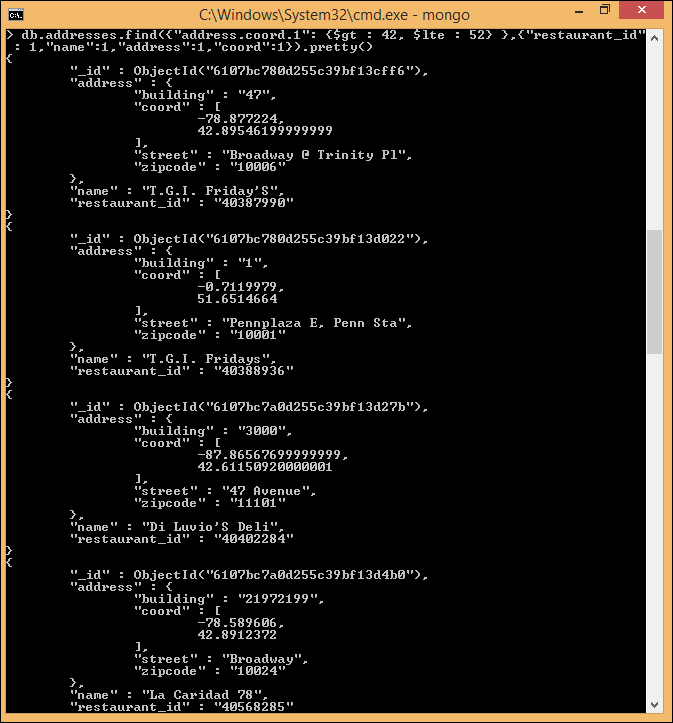 C:\Windows\System32\cmd.exe - mongo
> db.addresses.find({"address.coord.1": {$gt : 42, $lte : 52} },{"restaurant_id"
: 1,"name":1,"address":1,"coord":1}).pretty()
{
"_id" : ObjectId("6107bc780d255c39bf13cff6"),
"address" : {
"building" : "47",
"coord" : [
-78.877224,
42.89546199999999
],
"street" : "Broadway @ Trinity Pl",
"zipcode" : "10006"
},
"name" : "T.G.I. Friday'S",
"restaurant_id" : "40387990"
}
{
"_id" : ObjectId("6107bc780d255c39bf13d022"),
"address" : {
"building" : "1",
"coord" : [
-0.7119979,
51.6514664
],
"street" : "Pennplaza E, Penn Sta",
"zipcode" : "10001"
},
"name" : "T.G.I. Fridays",
"restaurant_id" : "40388936"
}
{
"_id" : ObjectId("6107bc7a0d255c39bf13d27b"),
"address" : {
"building" : "3000",
"coord" : [
-87.86567699999999,
42.61150920000001
],
"street" : "47 Avenue",
"zipcode" : "11101"
},
"name" : "Di Luvio'S Deli",
"restaurant_id" : "40402284"
}
{
"_id" : ObjectId("6107bc7a0d255c39bf13d4b0"),
"address" : {
"building" : "21972199",
"coord" : [
-78.589606,
42.8912372
],
"street" : "Broadway",
"zipcode" : "10024"
},
"name" : "La Caridad 78",
"restaurant_id" : "40568285"